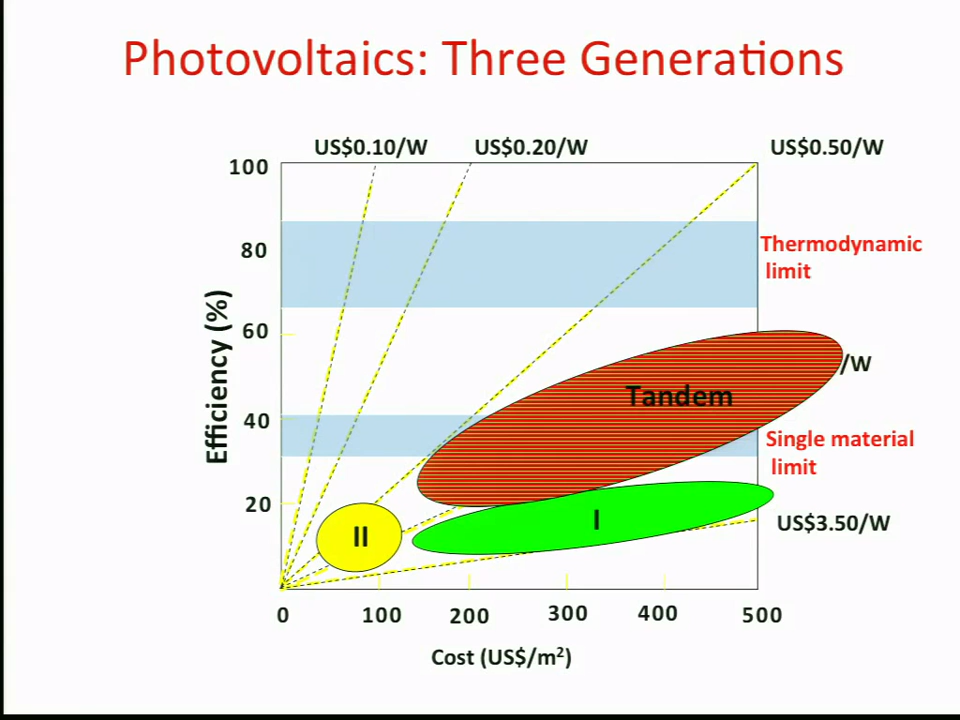 Photovoltaics: Three Generations
US$0.10/W US$0.20/W US$0.50/W
100
80
60
40
20
Efficiency (%)
Thermodynamic
limit
/W
Tandem
Single material
limit
I
II
US$3.50/W
0 100 200 300 400 500
Cost (US$/m²)